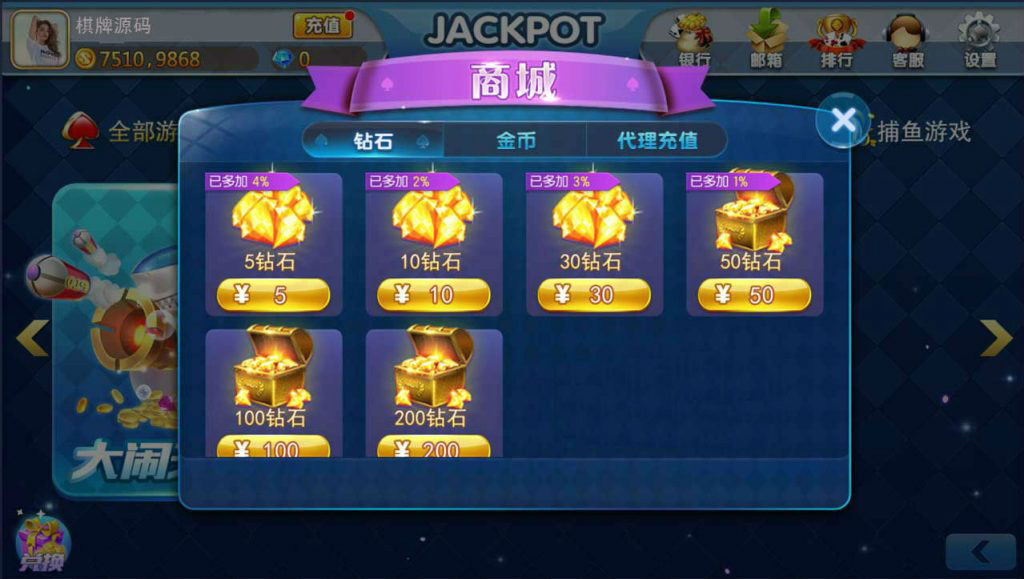 棋牌源码
充值
7510,9868
0
JACKPOT
银行
邮箱
排行
客服
设置
商城
全部游
捕鱼游戏
钻石
金币
代理充值
已多加 4%
5钻石
¥ 5
已多加 2%
10钻石
¥ 10
已多加 3%
30钻石
¥ 30
已多加 1%
50钻石
¥ 50
100钻石
¥ 100
200钻石
¥ 200
大闹
兑换